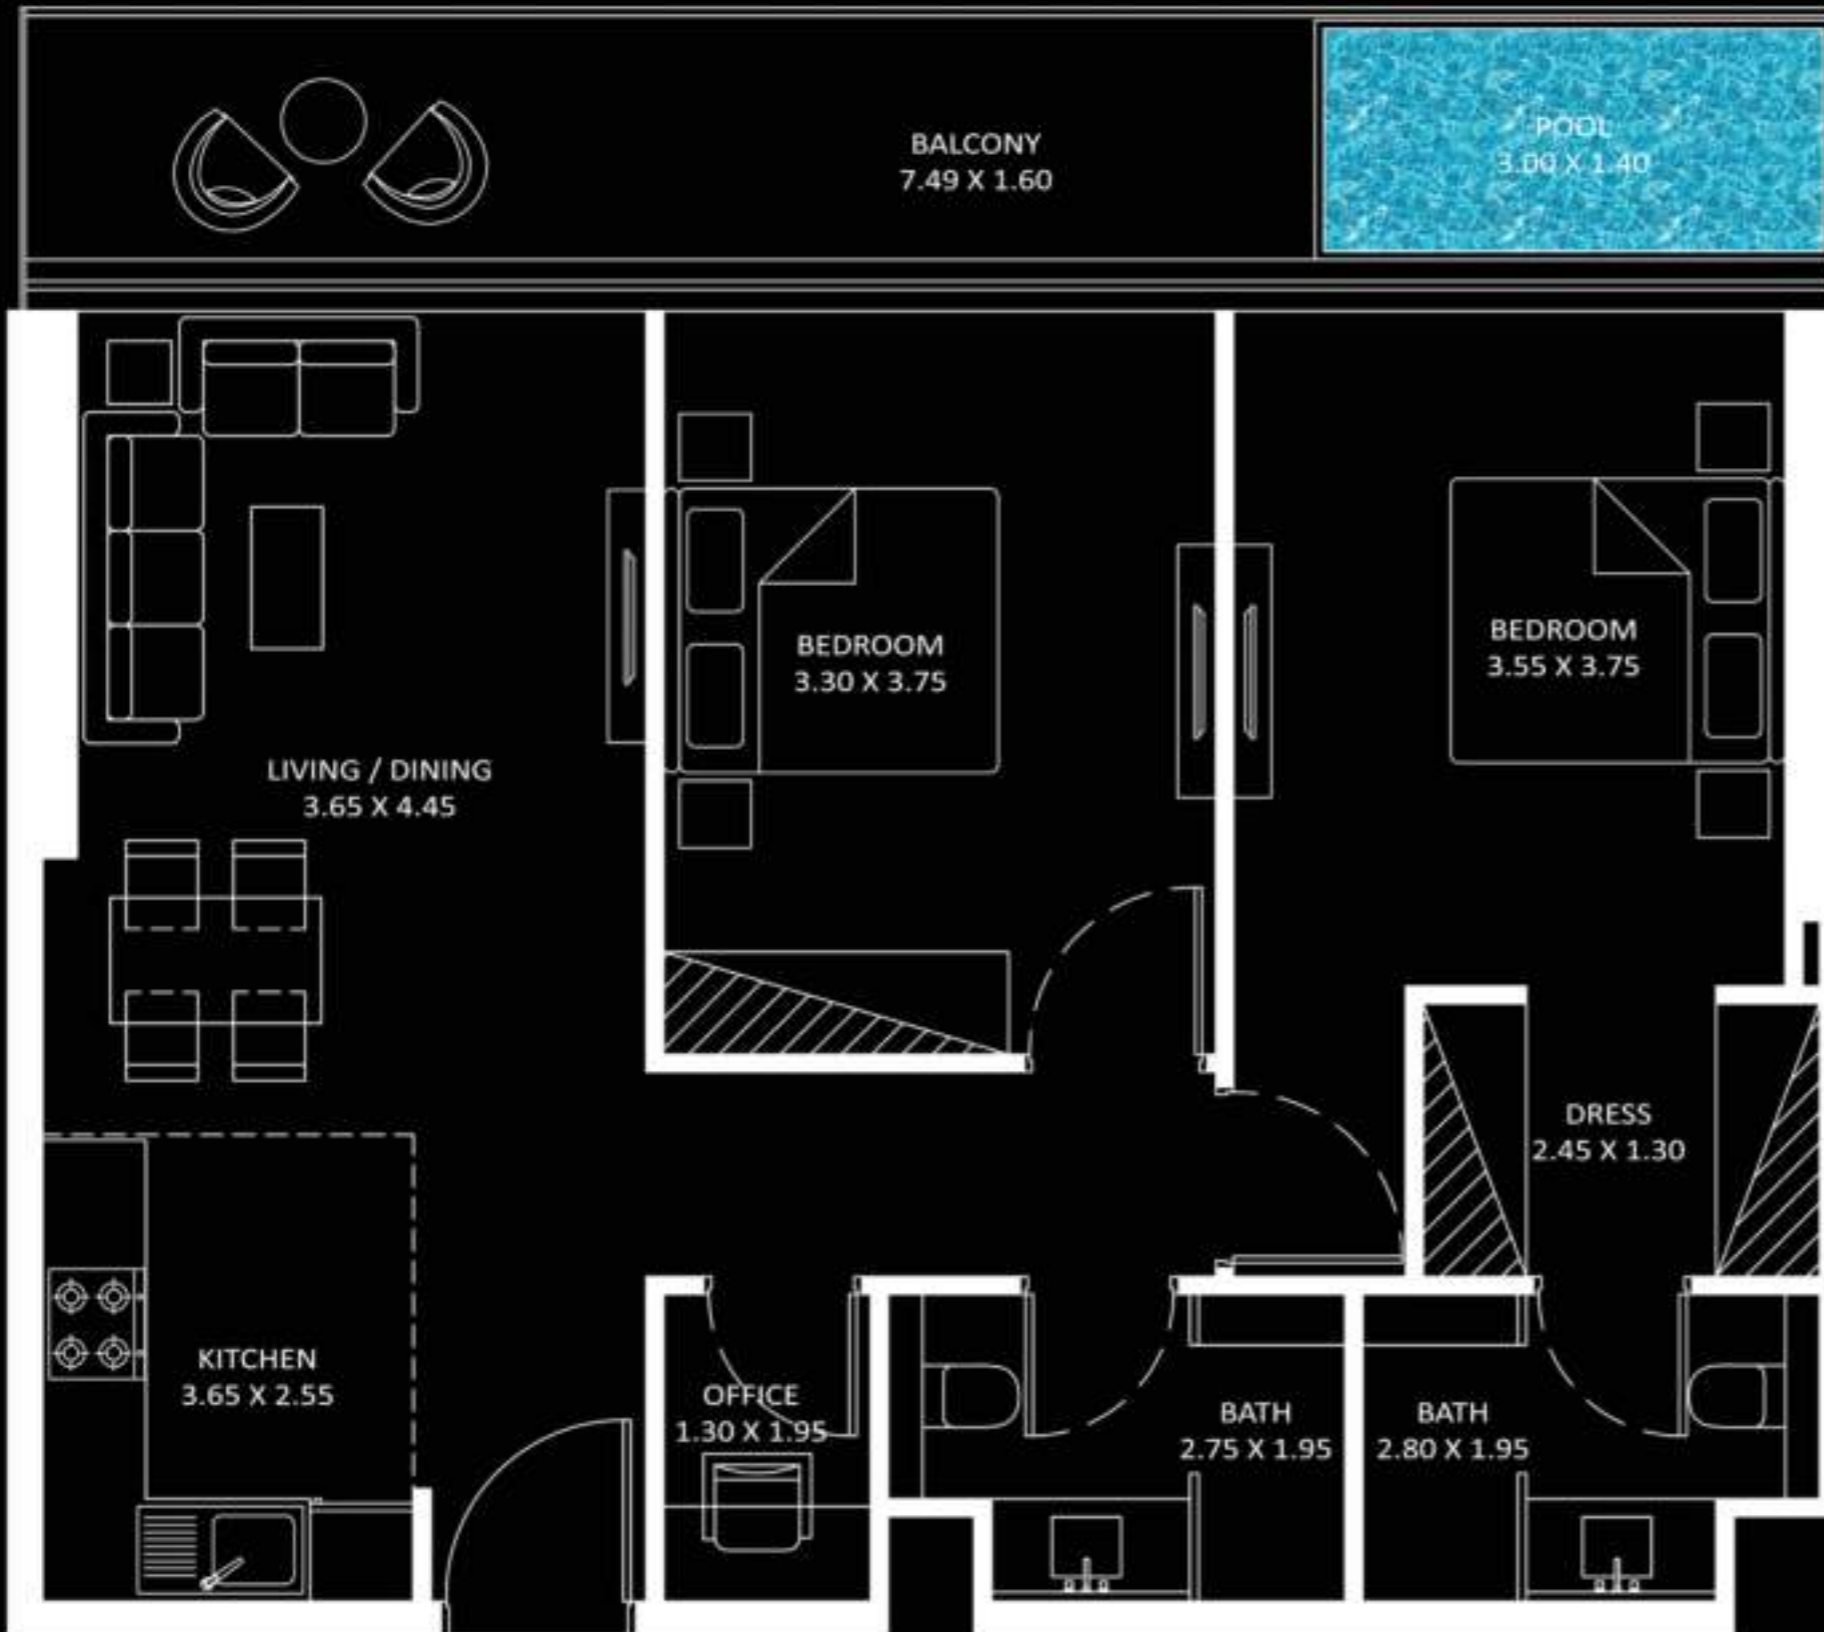 BALCONY
7.49 X 1.60
POOL
3.00 X 1.40
BEDROOM
3.30 X 3.75
BEDROOM
3.55 X 3.75
LIVING / DINING
3.65 X 4.45
DRESS
2.45 X 1.30
KITCHEN
3.65 X 2.55
OFFICE
1.30 X 1.95
BATH
2.75 X 1.95
BATH
2.80 X 1.95